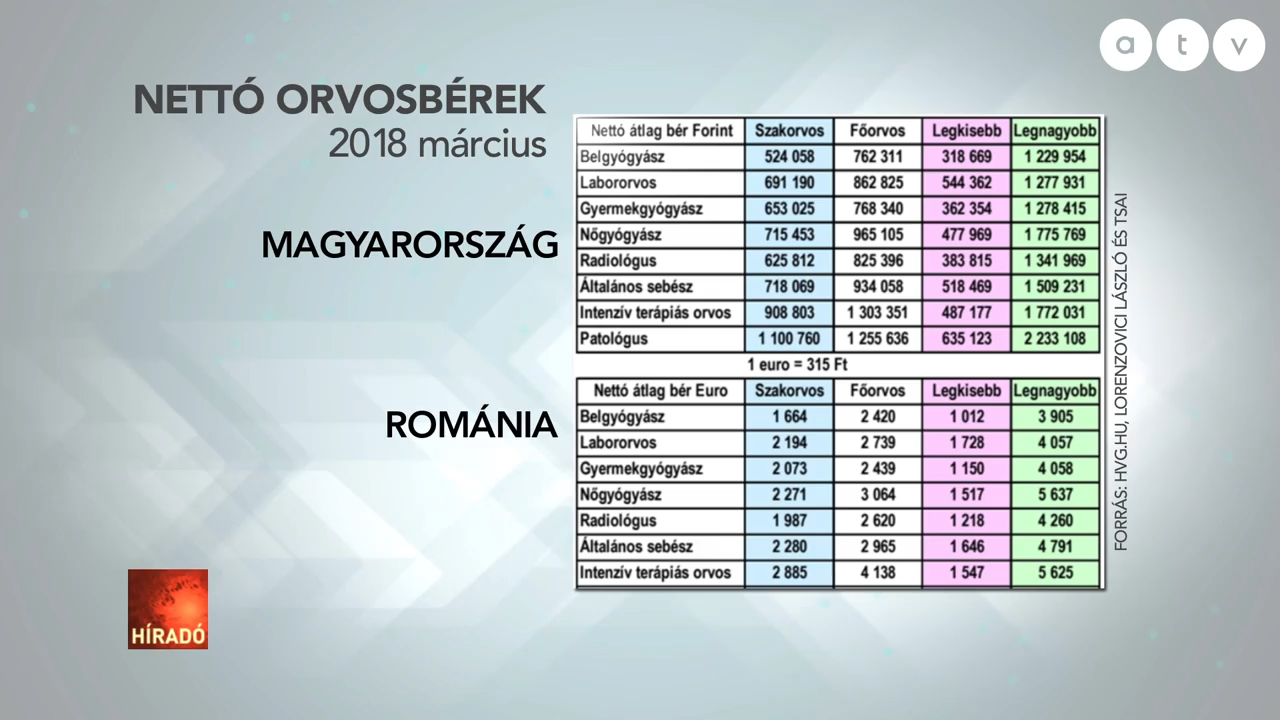 a t v
NETTÓ ORVOSBÉREK
2018 március
MAGYARORSZÁG
Nettó átlag bér Forint Szakorvos Főorvos Legkisebb Legnagyobb
Belgyógyász 524 058 762 311 318 669 1 229 954
Labororvos 691 190 862 825 544 362 1 277 931
Gyermekgyógyász 653 025 768 340 362 354 1 278 415
Nőgyógyász 715 453 965 105 477 969 1 775 769
Radiológus 625 812 825 396 383 815 1 341 969
Általános sebész 718 069 934 058 518 469 1 509 231
Intenzív terápiás orvos 908 803 1 303 351 487 177 1 772 031
Patológus 1 100 760 1 255 636 635 123 2 233 108
1 euro = 315 Ft
ROMÁNIA
Nettó átlag bér Euro Szakorvos Főorvos Legkisebb Legnagyobb
Belgyógyász 1 664 2 420 1 012 3 905
Labororvos 2 194 2 739 1 728 4 057
Gyermekgyógyász 2 073 2 439 1 150 4 058
Nőgyógyász 2 271 3 064 1 517 5 637
Radiológus 1 987 2 620 1 218 4 260
Általános sebész 2 280 2 965 1 646 4 791
Intenzív terápiás orvos 2 885 4 138 1 547 5 625
FORRÁS: HVG.HU, LORENZOVICI LÁSZLÓ ÉS TSAI
HÍRADÓ